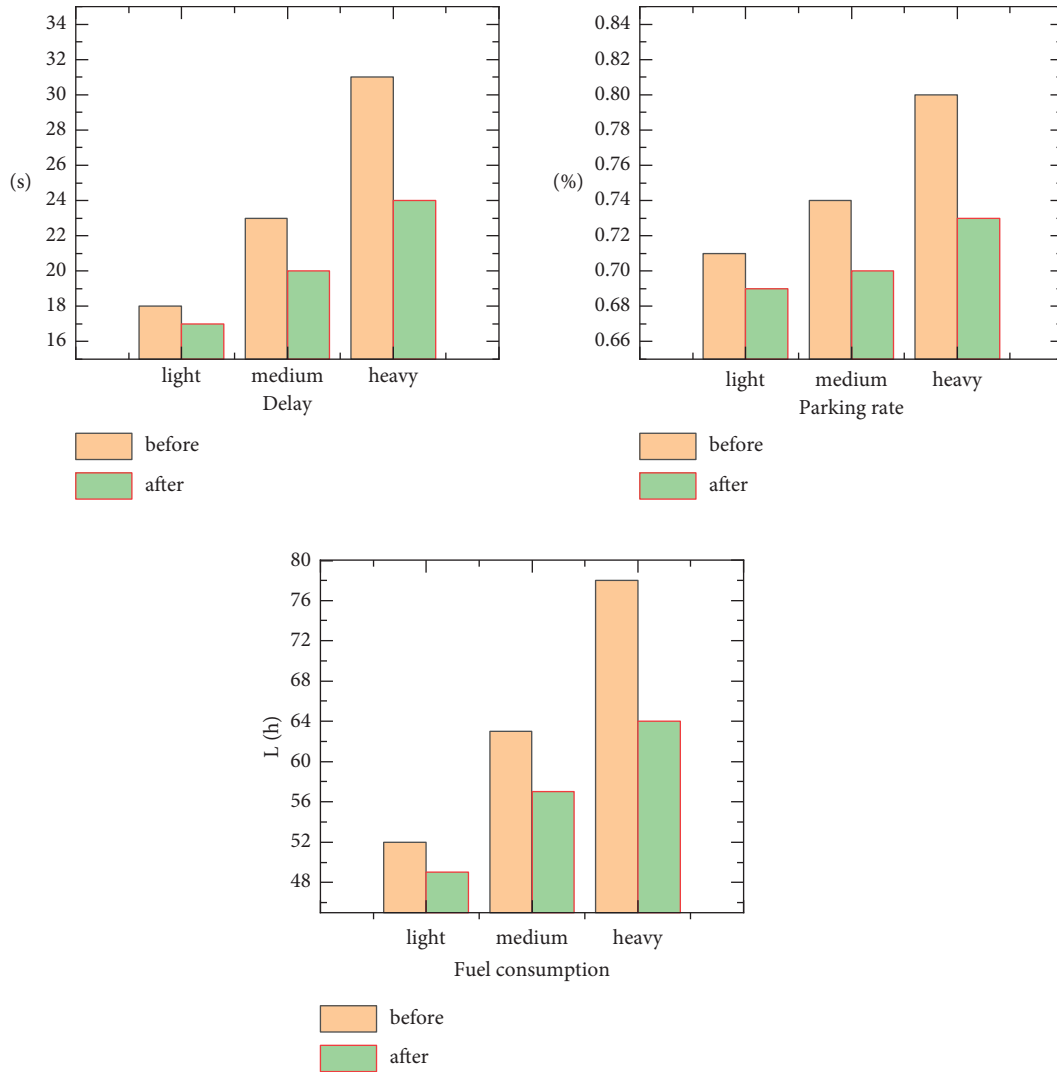 34
32
30
28
26
24
22
20
18
16
(s)
light medium heavy
Delay
before
after
0.84
0.82
0.80
0.78
0.76
0.74
0.72
0.70
0.68
0.66
(%)
light medium heavy
Parking rate
before
after
80
76
72
68
64
60
56
52
48
L (h)
light medium heavy
Fuel consumption
before
after